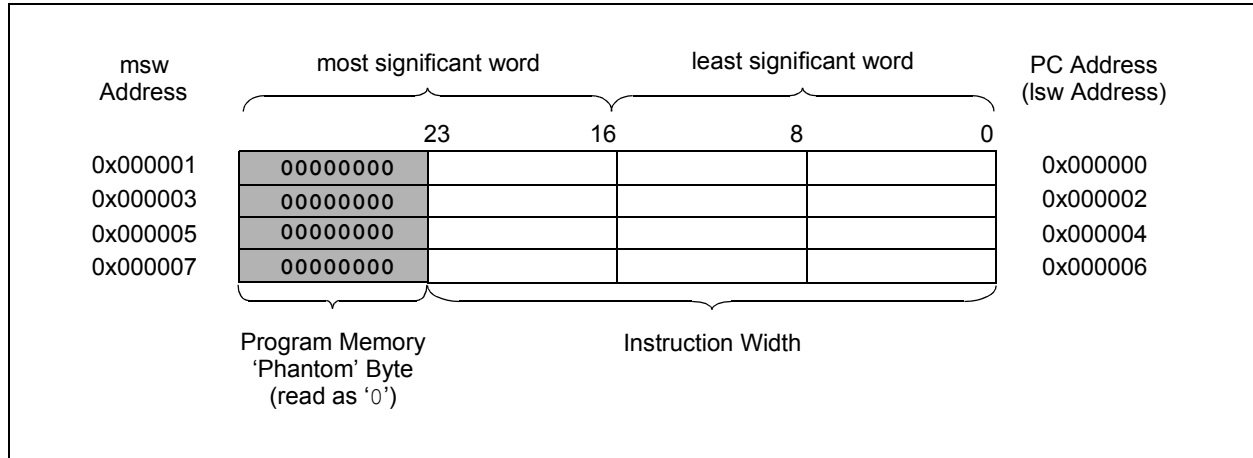 msw
Address
most significant word
least significant word
PC Address
(lsw Address)
23 16 8 0
0x000001 00000000 0x000000
0x000003 00000000 0x000002
0x000005 00000000 0x000004
0x000007 00000000 0x000006
Program Memory
‘Phantom’ Byte
(read as ‘0’)
Instruction Width